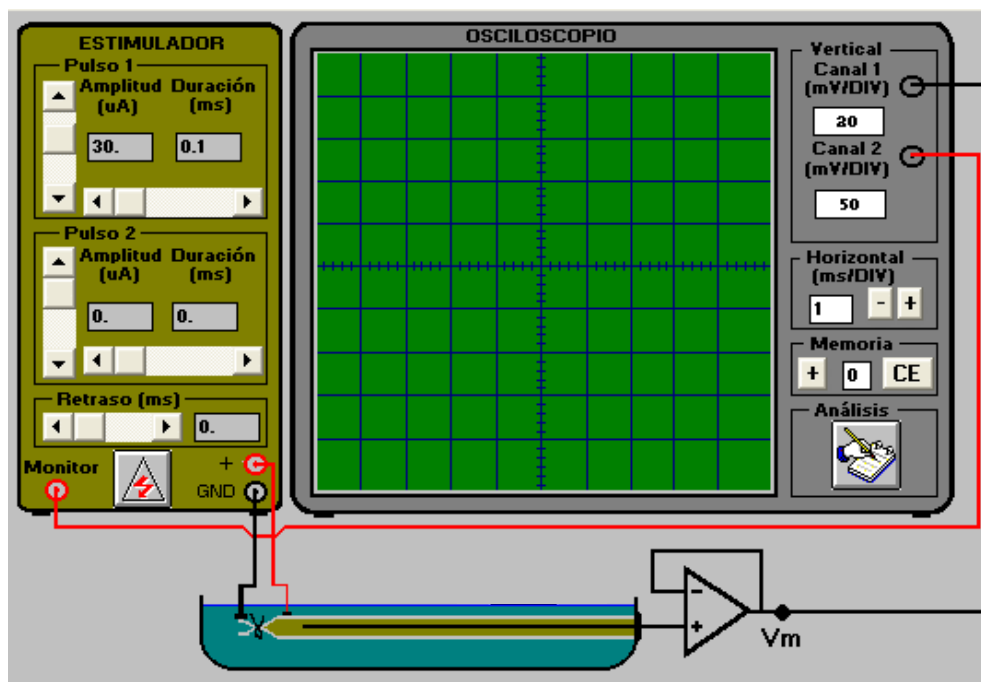 ESTIMULADOR
Pulso 1
Amplitud Duración
(uA) (ms)
30. 0.1
Pulso 2
Amplitud Duración
(uA) (ms)
0. 0.
Retraso (ms)
0.
Monitor
+
GND
OSCILOSCOPIO
Vertical
Canal 1
(mV/DIV)
20
Canal 2
(mV/DIV)
50
Horizontal
(ms/DIV)
1 - +
Memoria
+ 0 CE
Análisis
-
+
Vm